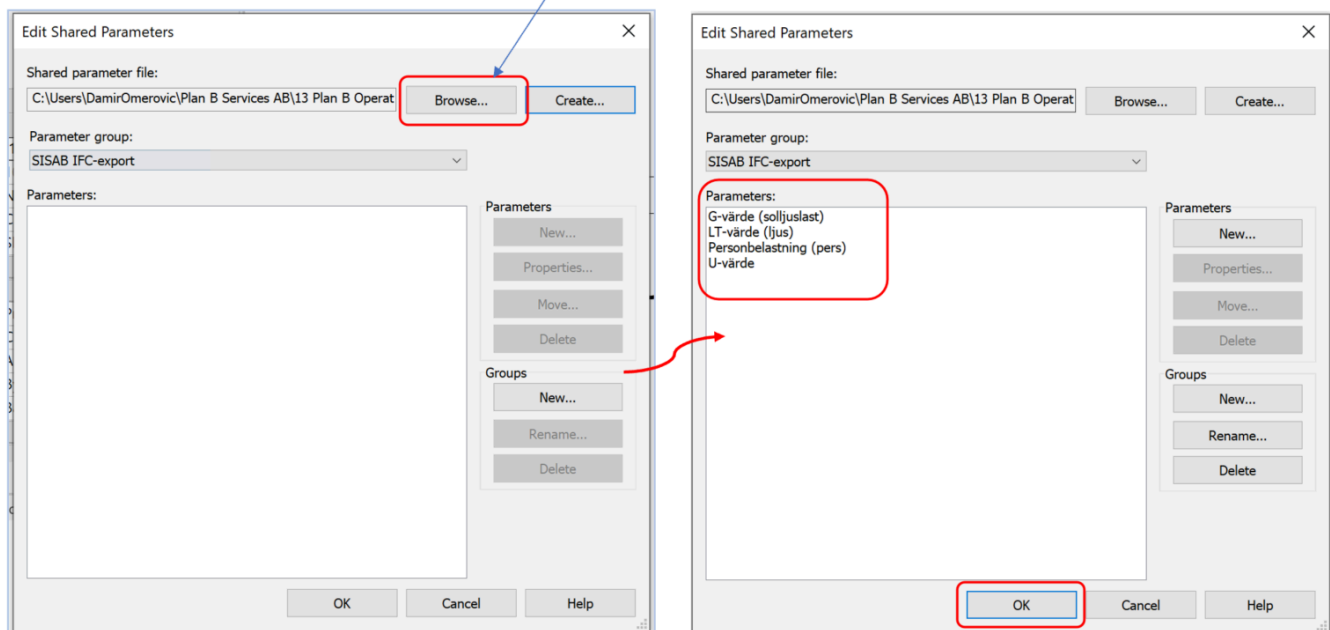 Edit Shared Parameters
Shared parameter file:
C:\Users\DamirOmerovic\Plan B Services AB\13 Plan B Operat
Browse...
Create...
Parameter group:
SISAB IFC-export
Parameters:
Parameters
New...
Properties...
Move...
Delete
Groups
New...
Rename...
Delete
OK
Cancel
Help
Edit Shared Parameters
Shared parameter file:
C:\Users\DamirOmerovic\Plan B Services AB\13 Plan B Operat
Browse...
Create...
Parameter group:
SISAB IFC-export
Parameters:
G-värde (solljuslast)
LT-värde (ljus)
Personbelastning (pers)
U-värde
Parameters
New...
Properties...
Move...
Delete
Groups
New...
Rename...
Delete
OK
Cancel
Help